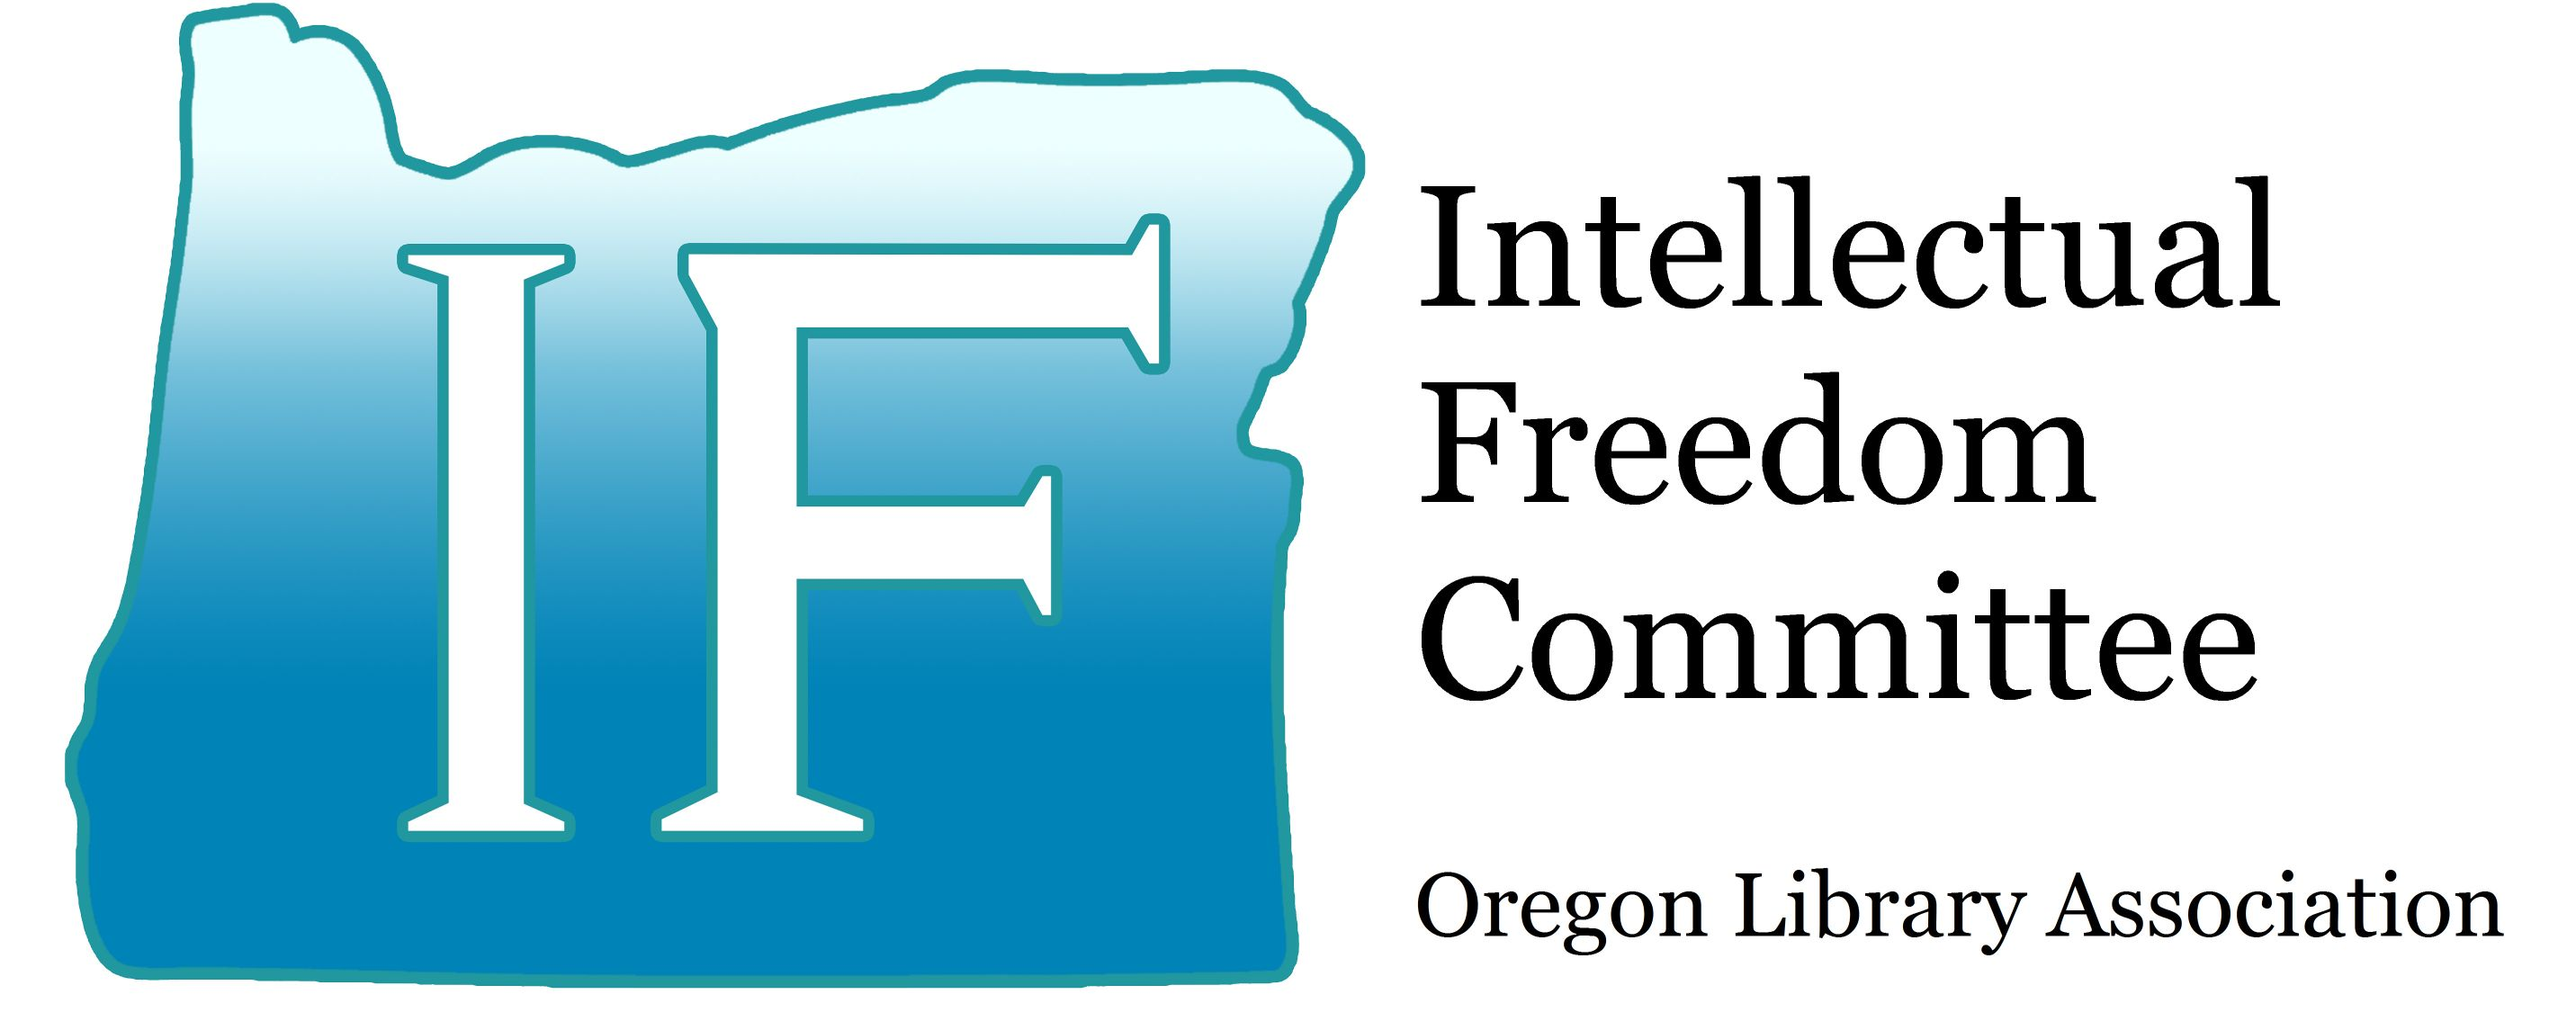 IF
Intellectual
Freedom
Committee
Oregon Library Association